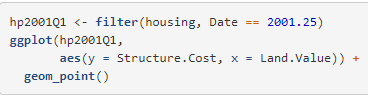 hp2001Q1 <- filter(housing, Date == 2001.25)
ggplot(hp2001Q1,
       aes(y = Structure.Cost, x = Land.Value)) +
  geom_point()